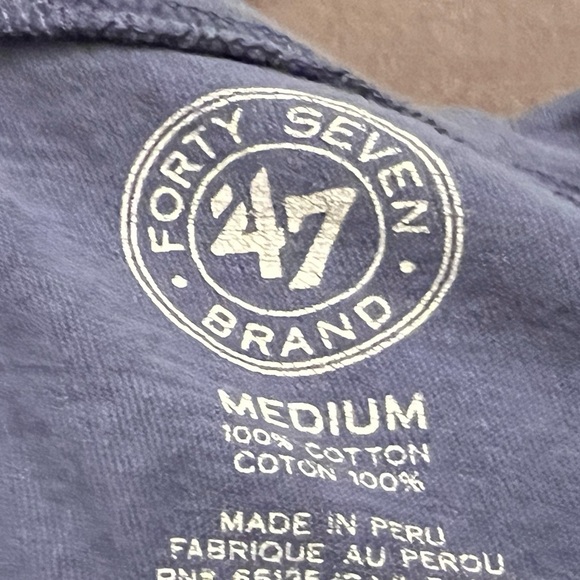 FORTY SEVEN
'47
BRAND
MEDIUM
100% COTTON
COTON 100%
MADE IN PERU
FABRIQUE AU PEROU